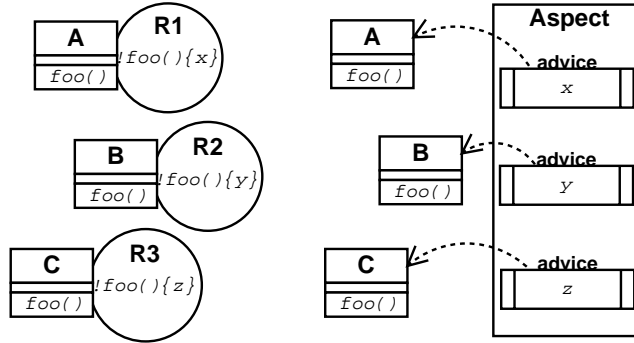 A
R1
!foo(){x}
foo()
B
R2
!foo(){y}
foo()
C
R3
!foo(){z}
foo()
Aspect
A
foo()
advice
x
B
foo()
advice
y
C
foo()
advice
z